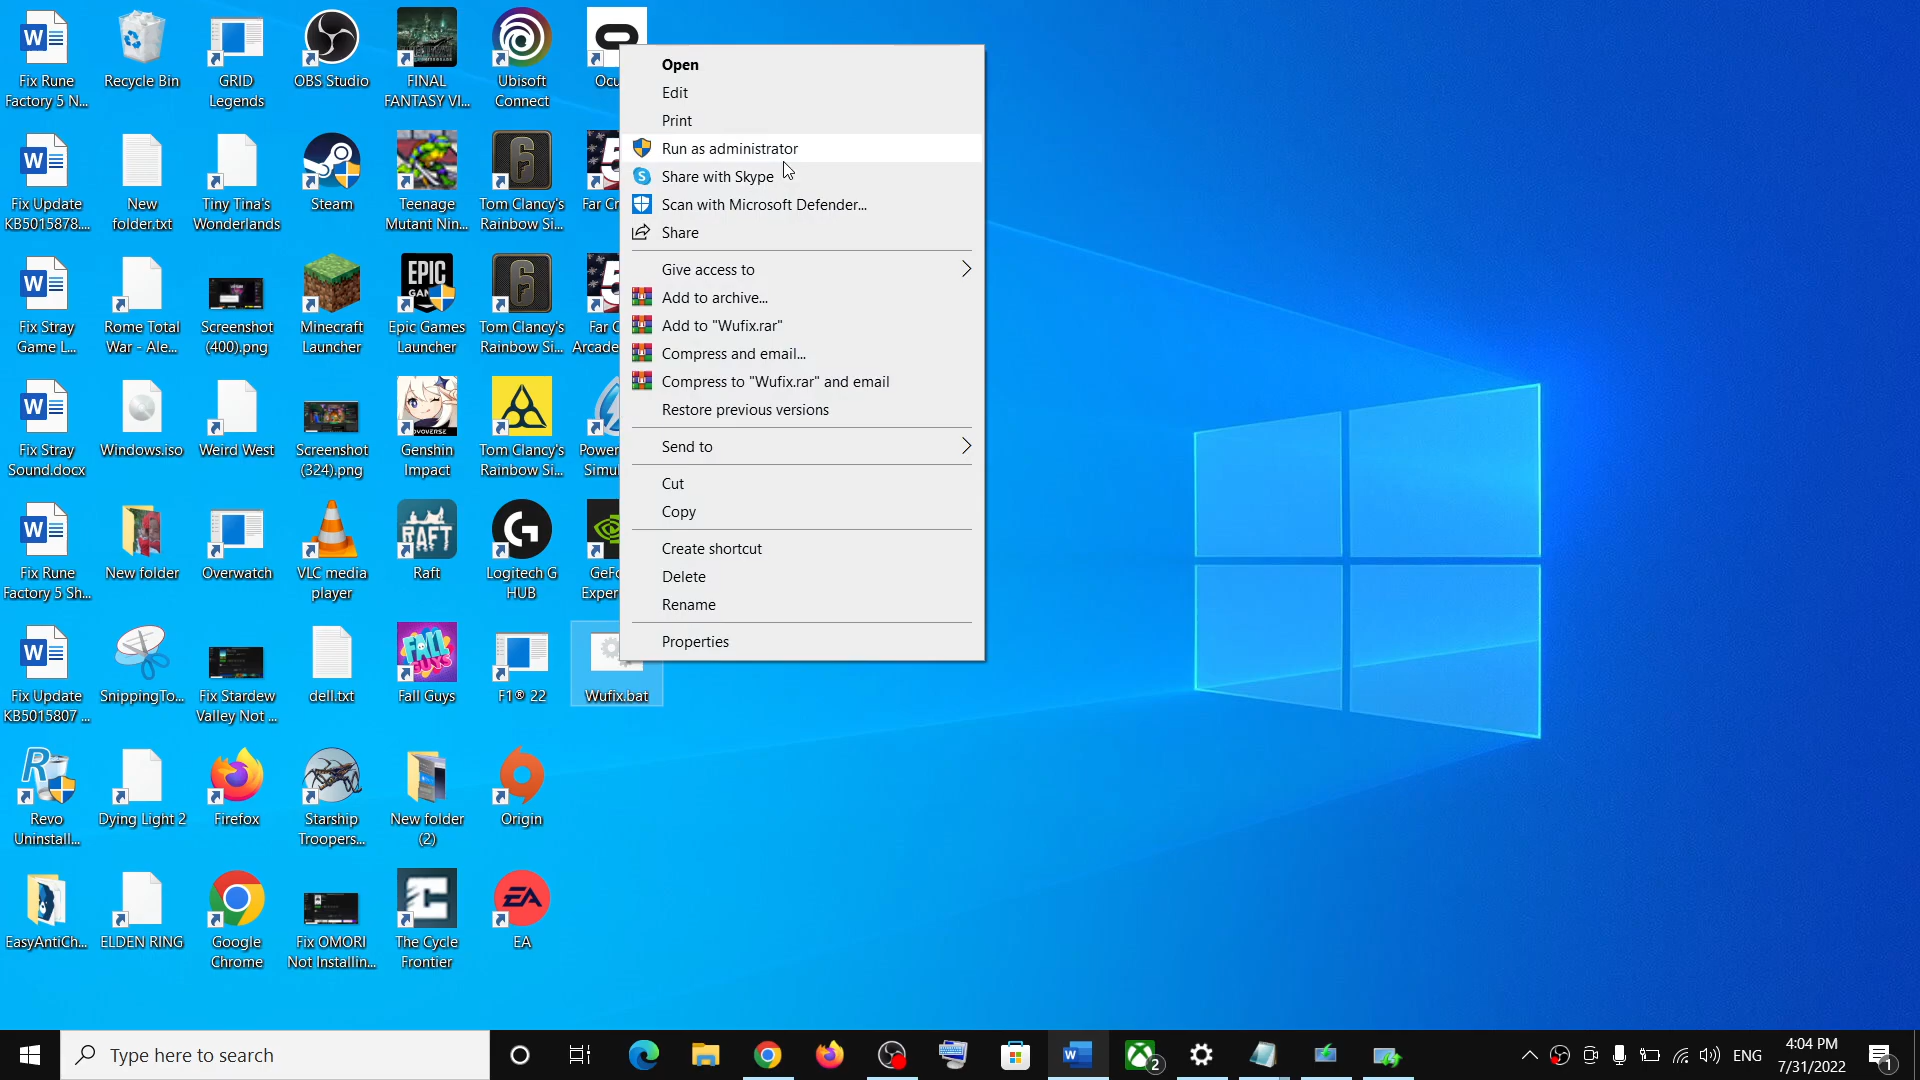 Fix Rune
Factory 5 N...
Recycle Bin
GRID
Legends
OBS Studio
FINAL
FANTASY VI...
Ubisoft
Connect
Fix Update
KB5015878....
New
folder.txt
Tiny Tina's
Wonderlands
Steam
Teenage
Mutant Nin...
Tom Clancy's
Rainbow Si...
Far Cr
Fix Stray
Game L...
Rome Total
War - Ale...
Screenshot
(400).png
Minecraft
Launcher
EPIC
Epic Games
Launcher
Tom Clancy's
Rainbow Si...
Far C
Arcade
Fix Stray
Sound.docx
Windows.iso
Weird West
Screenshot
(324).png
Genshin
Impact
Tom Clancy's
Rainbow Si...
Power
Simu
Fix Rune
Factory 5 Sh...
New folder
Overwatch
VLC media
player
RAFT
Raft
Logitech G
HUB
GeFo
Exper
Fix Update
KB5015807 ...
SnippingTo...
Fix Stardew
Valley Not ...
dell.txt
FALL
GUYS
Fall Guys
F1® 22
Wufix.bat
Revo
Uninstall...
Dying Light 2
Firefox
Starship
Troopers...
New folder
(2)
Origin
EasyAntiCh...
ELDEN RING
Google
Chrome
Fix OMORI
Not Installin...
The Cycle
Frontier
EA
EA
Open
Edit
Print
Run as administrator
Share with Skype
Scan with Microsoft Defender...
Share
Give access to
Add to archive...
Add to "Wufix.rar"
Compress and email...
Compress to "Wufix.rar" and email
Restore previous versions
Send to
Cut
Copy
Create shortcut
Delete
Rename
Properties
Type here to search
2
ENG
4:04 PM
7/31/2022
1